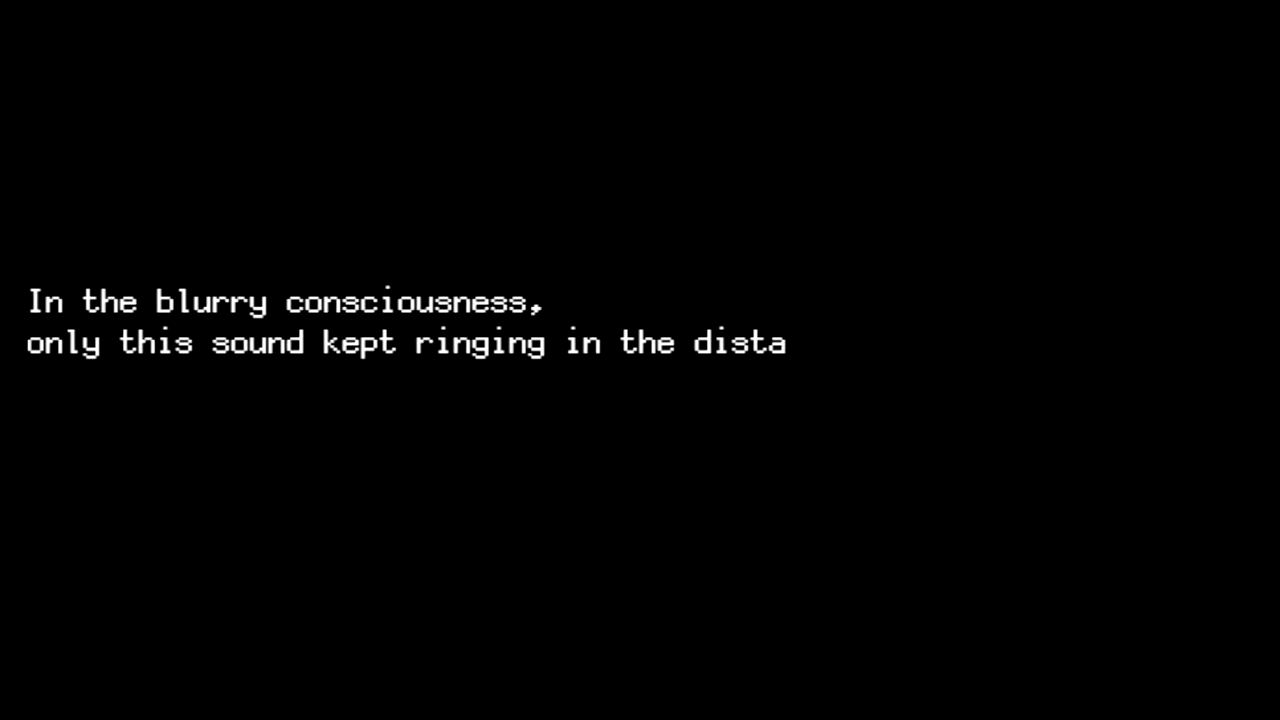 In the blurry consciousness,
only this sound kept ringing in the dista